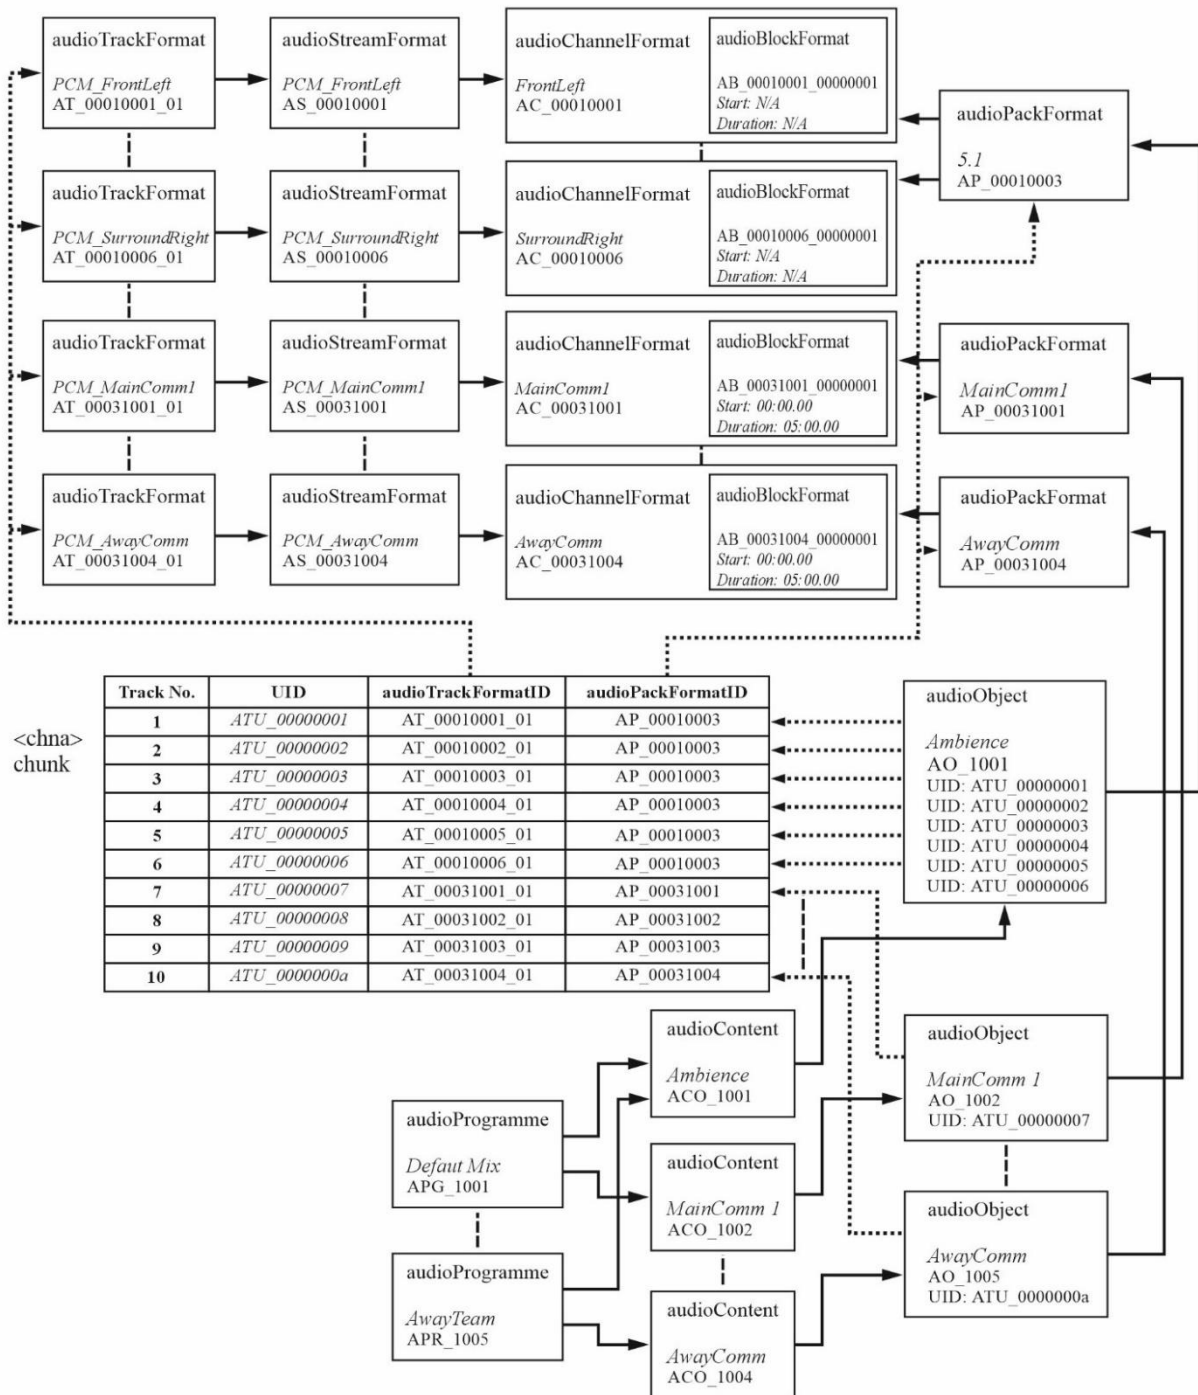 audioTrackFormat
PCM_FrontLeft
AT_00010001_01
audioStreamFormat
PCM_FrontLeft
AS_00010001
audioChannelFormat
FrontLeft
AC_00010001
audioBlockFormat
AB_00010001_00000001
Start: N/A
Duration: N/A
audioPackFormat
5.1
AP_00010003
audioTrackFormat
PCM_SurroundRight
AT_00010006_01
audioStreamFormat
PCM_SurroundRight
AS_00010006
audioChannelFormat
SurroundRight
AC_00010006
audioBlockFormat
AB_00010006_00000001
Start: N/A
Duration: N/A
audioTrackFormat
PCM_MainComm1
AT_00031001_01
audioStreamFormat
PCM_MainComm1
AS_00031001
audioChannelFormat
MainComm1
AC_00031001
audioBlockFormat
AB_00031001_00000001
Start: 00:00.00
Duration: 05:00.00
audioPackFormat
MainComm1
AP_00031001
audioTrackFormat
PCM_AwayComm
AT_00031004_01
audioStreamFormat
PCM_AwayComm
AS_00031004
audioChannelFormat
AwayComm
AC_00031004
audioBlockFormat
AB_00031004_00000001
Start: 00:00.00
Duration: 05:00.00
audioPackFormat
AwayComm
AP_00031004
<chna>
chunk
Track No. UID audioTrackFormatID audioPackFormatID
1 ATU_00000001 AT_00010001_01 AP_00010003
2 ATU_00000002 AT_00010002_01 AP_00010003
3 ATU_00000003 AT_00010003_01 AP_00010003
4 ATU_00000004 AT_00010004_01 AP_00010003
5 ATU_00000005 AT_00010005_01 AP_00010003
6 ATU_00000006 AT_00010006_01 AP_00010003
7 ATU_00000007 AT_00031001_01 AP_00031001
8 ATU_00000008 AT_00031002_01 AP_00031002
9 ATU_00000009 AT_00031003_01 AP_00031003
10 ATU_0000000a AT_00031004_01 AP_00031004
audioObject
Ambience
AO_1001
UID: ATU_00000001
UID: ATU_00000002
UID: ATU_00000003
UID: ATU_00000004
UID: ATU_00000005
UID: ATU_00000006
audioContent
Ambience
ACO_1001
audioObject
MainComm 1
AO_1002
UID: ATU_00000007
audioProgramme
Defaut Mix
APG_1001
audioContent
MainComm 1
ACO_1002
audioObject
AwayComm
AO_1005
UID: ATU_0000000a
audioProgramme
AwayTeam
APR_1005
audioContent
AwayComm
ACO_1004